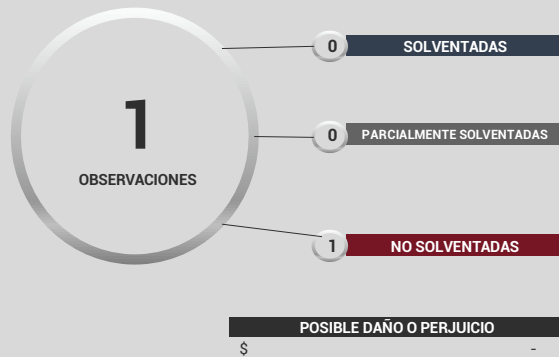 1
OBSERVACIONES
0 SOLVENTADAS
0 PARCIALMENTE SOLVENTADAS
1 NO SOLVENTADAS
POSIBLE DAÑO O PERJUICIO
$ -